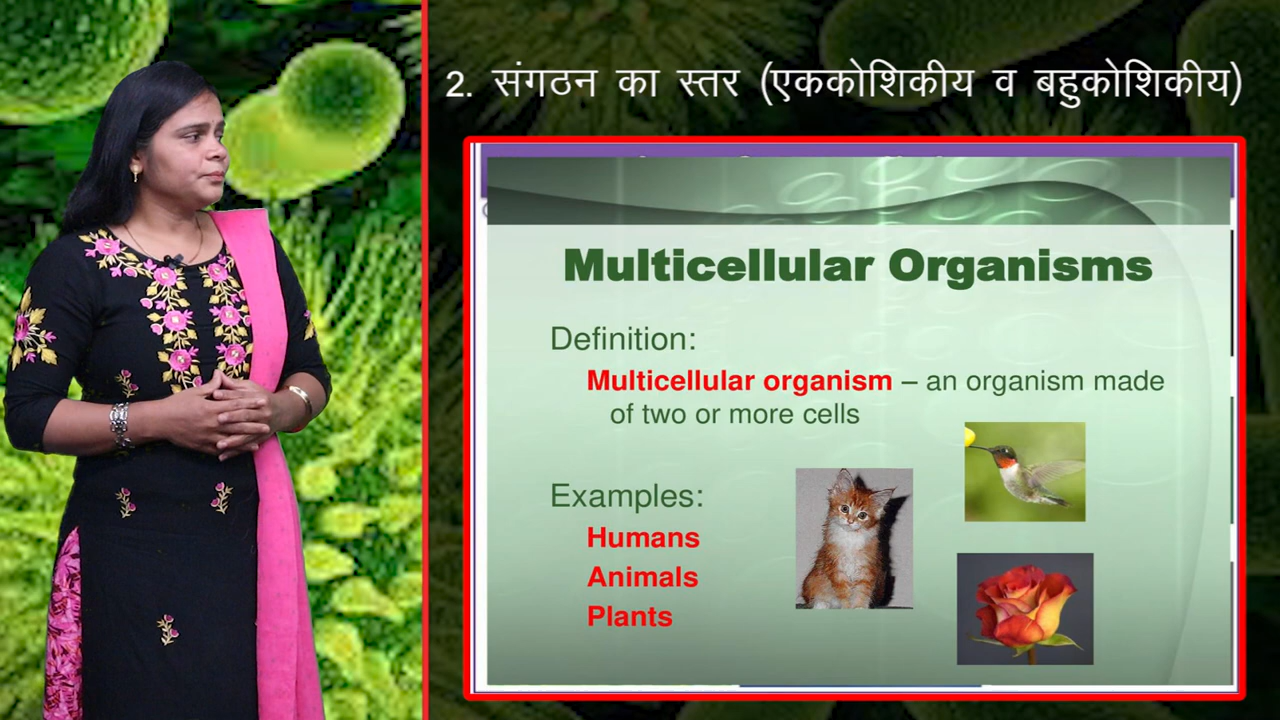 2. संगठन का स्तर (एककोशिकीय व बहुकोशिकीय)
Multicellular Organisms
Definition:
Multicellular organism – an organism made
of two or more cells
Examples:
Humans
Animals
Plants